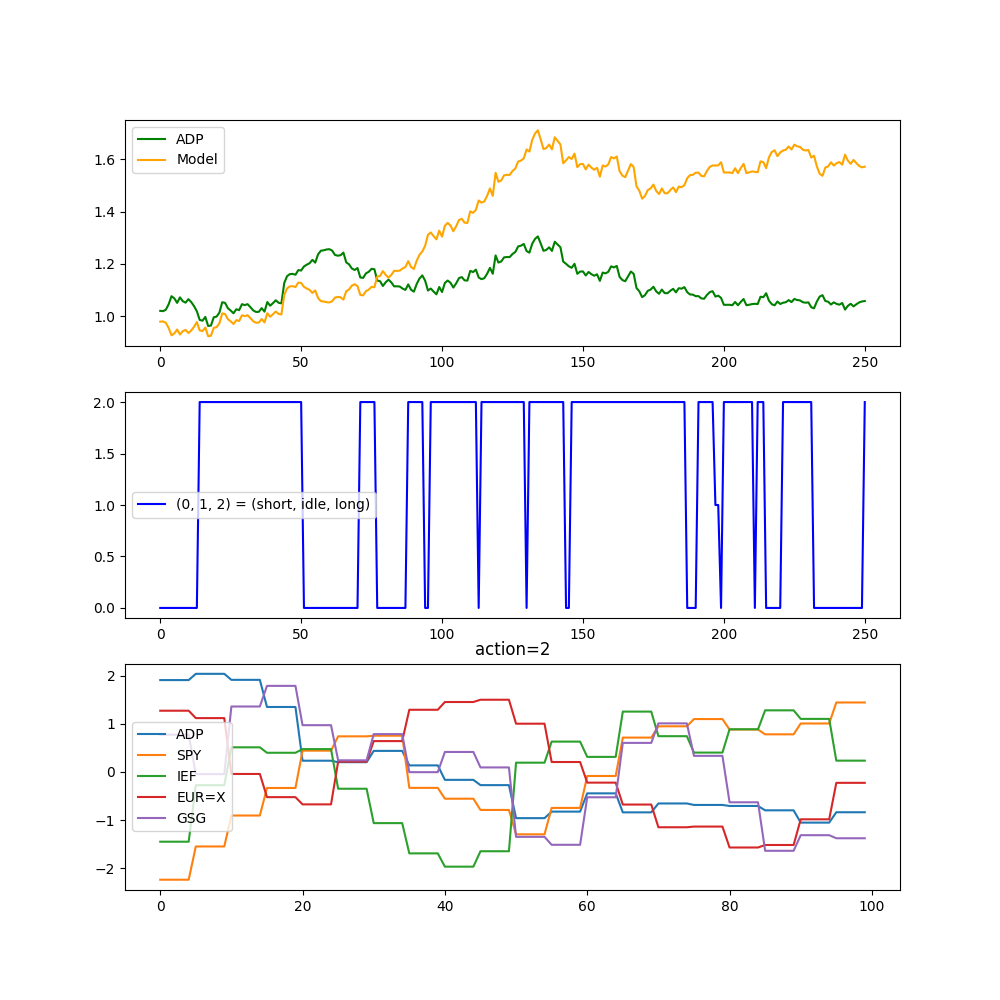 ADP
Model
1.6
1.4
1.2
1.0
0 50 100 150 200 250
(0, 1, 2) = (short, idle, long)
2.0
1.5
1.0
0.5
0.0
0 50 100 150 200 250
action=2
ADP
SPY
IEF
EUR=X
GSG
2
1
0
−1
−2
0 20 40 60 80 100